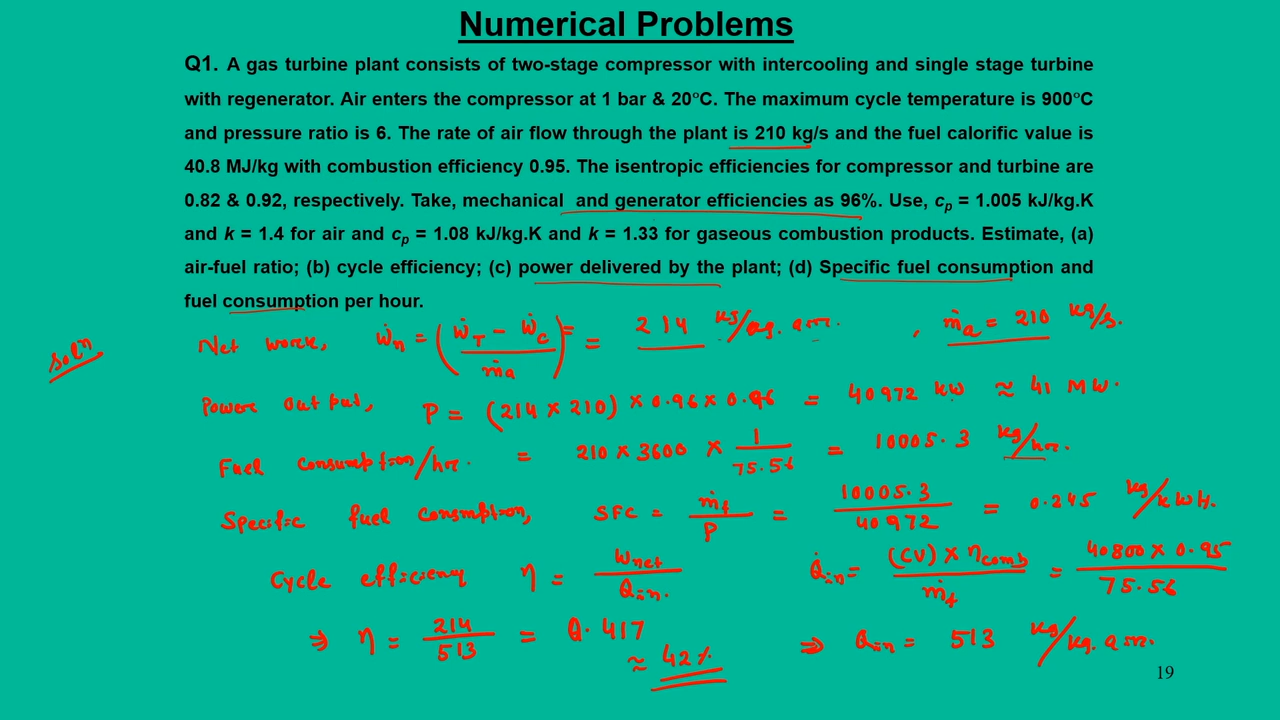 Numerical Problems
Q1. A gas turbine plant consists of two-stage compressor with intercooling and single stage turbine
with regenerator. Air enters the compressor at 1 bar & 20°C. The maximum cycle temperature is 900°C
and pressure ratio is 6. The rate of air flow through the plant is 210 kg/s and the fuel calorific value is
40.8 MJ/kg with combustion efficiency 0.95. The isentropic efficiencies for compressor and turbine are
0.82 & 0.92, respectively. Take, mechanical and generator efficiencies as 96%. Use, cp = 1.005 kJ/kg.K
and k = 1.4 for air and cp = 1.08 kJ/kg.K and k = 1.33 for gaseous combustion products. Estimate, (a)
air-fuel ratio; (b) cycle efficiency; (c) power delivered by the plant; (d) Specific fuel consumption and
fuel consumption per hour.
Soln
Net work, Ẇn = (ẆT - ẆC / ṁa) = 214 kJ/kg. air. , ṁa = 210 kg/s.
Power output, P = (214 × 210) × 0.96 × 0.96 = 40972 kW ≈ 41 MW.
Fuel consumption/hr. = 210 × 3600 × 1/75.56 = 10005.3 kg/hr.
Specific fuel consmption, SFC = ṁf/P = 10005.3/40972 = 0.245 kg/kWH.
Cycle efficiency η = Wnet/Qin. Q̇in = (CV) × ηcomb/ṁf = 40800 × 0.95/75.56
⇒ η = 214/513 = 0.417 ⇒ Qin = 513 kg/kg. air.
≈ 42%
19